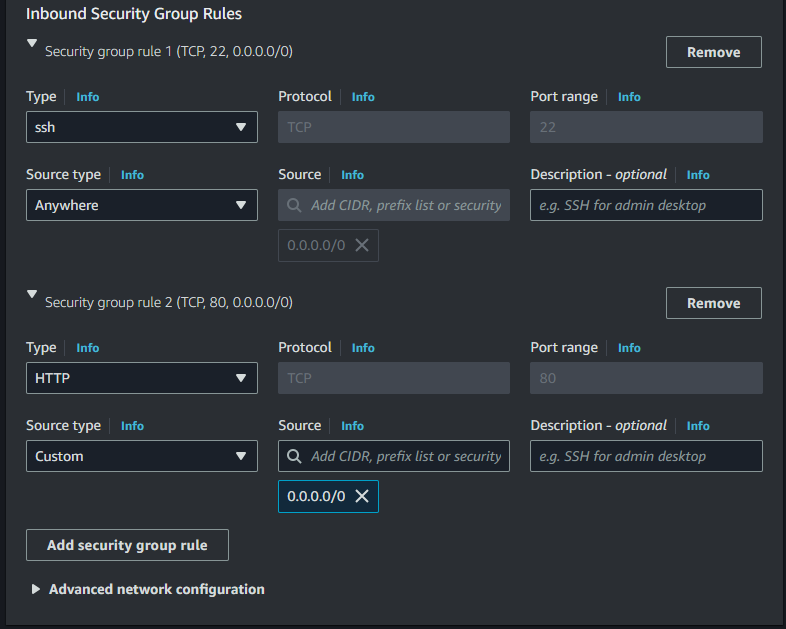 Inbound Security Group Rules
Security group rule 1 (TCP, 22, 0.0.0.0/0)
Remove
Type Info
Protocol Info
Port range Info
ssh
TCP
22
Source type Info
Source Info
Description - optional Info
Anywhere
Add CIDR, prefix list or security
e.g. SSH for admin desktop
0.0.0.0/0
Security group rule 2 (TCP, 80, 0.0.0.0/0)
Remove
Type Info
Protocol Info
Port range Info
HTTP
TCP
80
Source type Info
Source Info
Description - optional Info
Custom
Add CIDR, prefix list or security
e.g. SSH for admin desktop
0.0.0.0/0
Add security group rule
Advanced network configuration